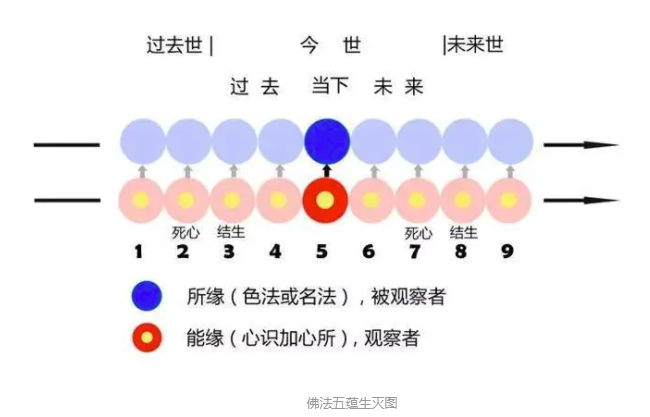 过去世| 今 世 |未来世
过 去 当下 未 来
死心 结生 死心 结生
1 2 3 4 5 6 7 8 9
所缘（色法或名法），被观察者
能缘（心识加心所），观察者
佛法五蕴生灭图